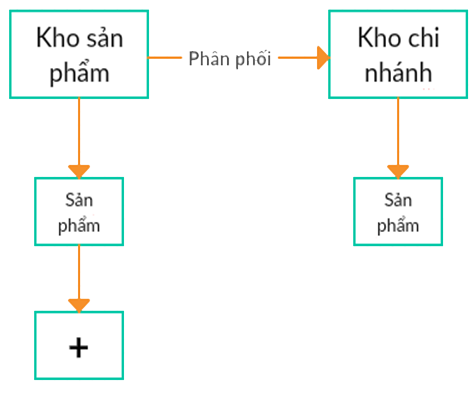 Kho sản
phẩm
Phân phối
Kho chi
nhánh
Sản
phẩm
Sản
phẩm
+